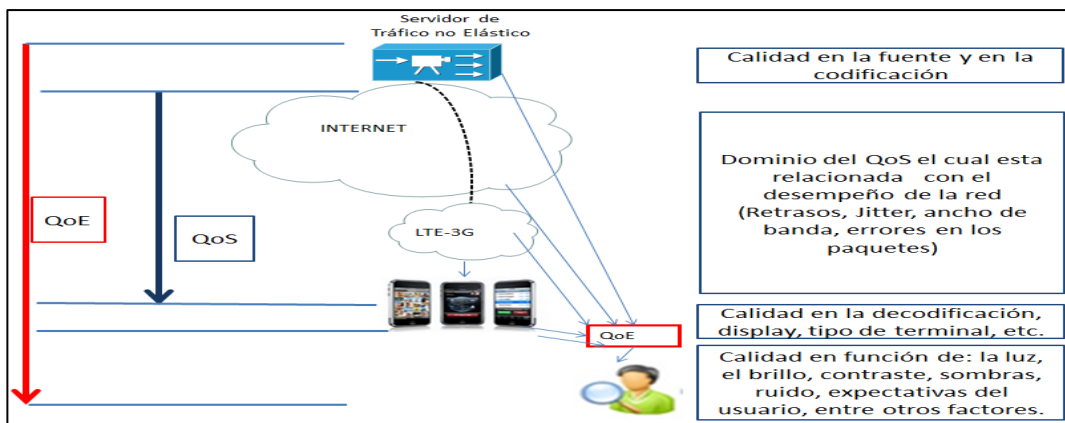 Servidor de
Tráfico no Elástico
Calidad en la fuente y en la
codificación
INTERNET
Dominio del QoS el cual esta
relacionada con el
desempeño de la red
(Retrasos, Jitter, ancho de
banda, errores en los
paquetes)
QoE
QoS
LTE-3G
Calidad en la decodificación,
display, tipo de terminal, etc.
QoE
Calidad en función de: la luz,
el brillo, contraste, sombras,
ruido, expectativas del
usuario, entre otros factores.